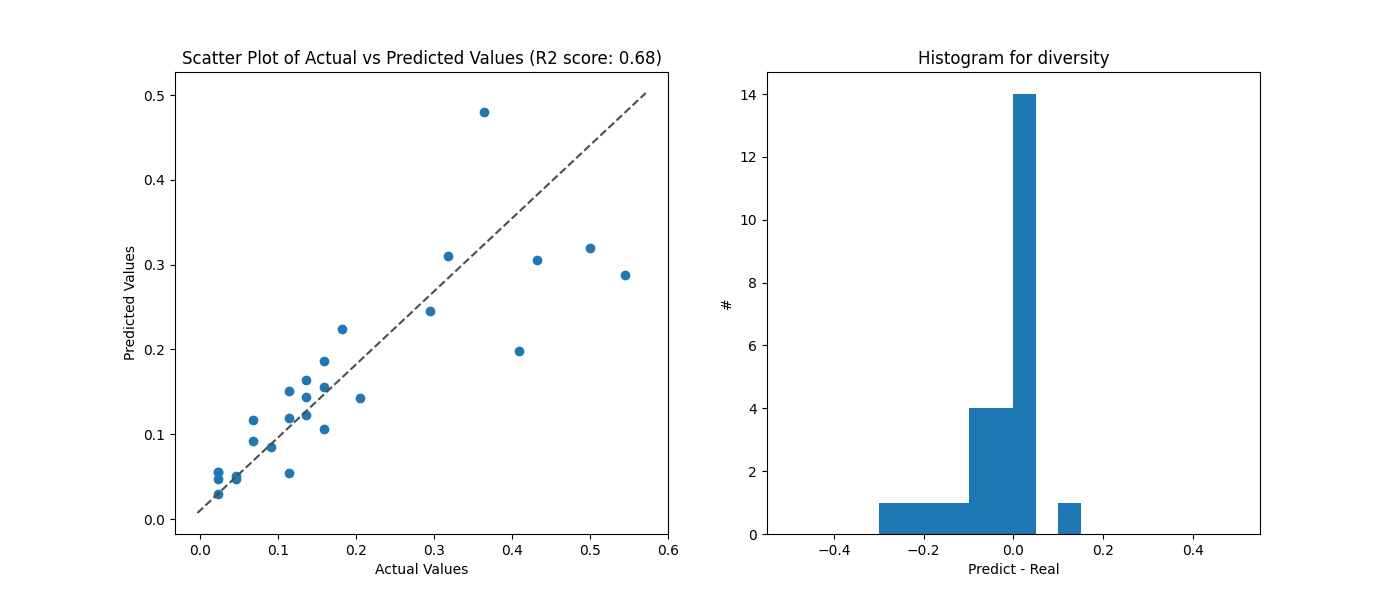 Scatter Plot of Actual vs Predicted Values (R2 score: 0.68)
0.5
0.4
0.3
0.2
0.1
0.0
Predicted Values
0.0 0.1 0.2 0.3 0.4 0.5 0.6
Actual Values
Histogram for diversity
14
12
10
8
6
4
2
0
#
−0.4 −0.2 0.0 0.2 0.4
Predict - Real